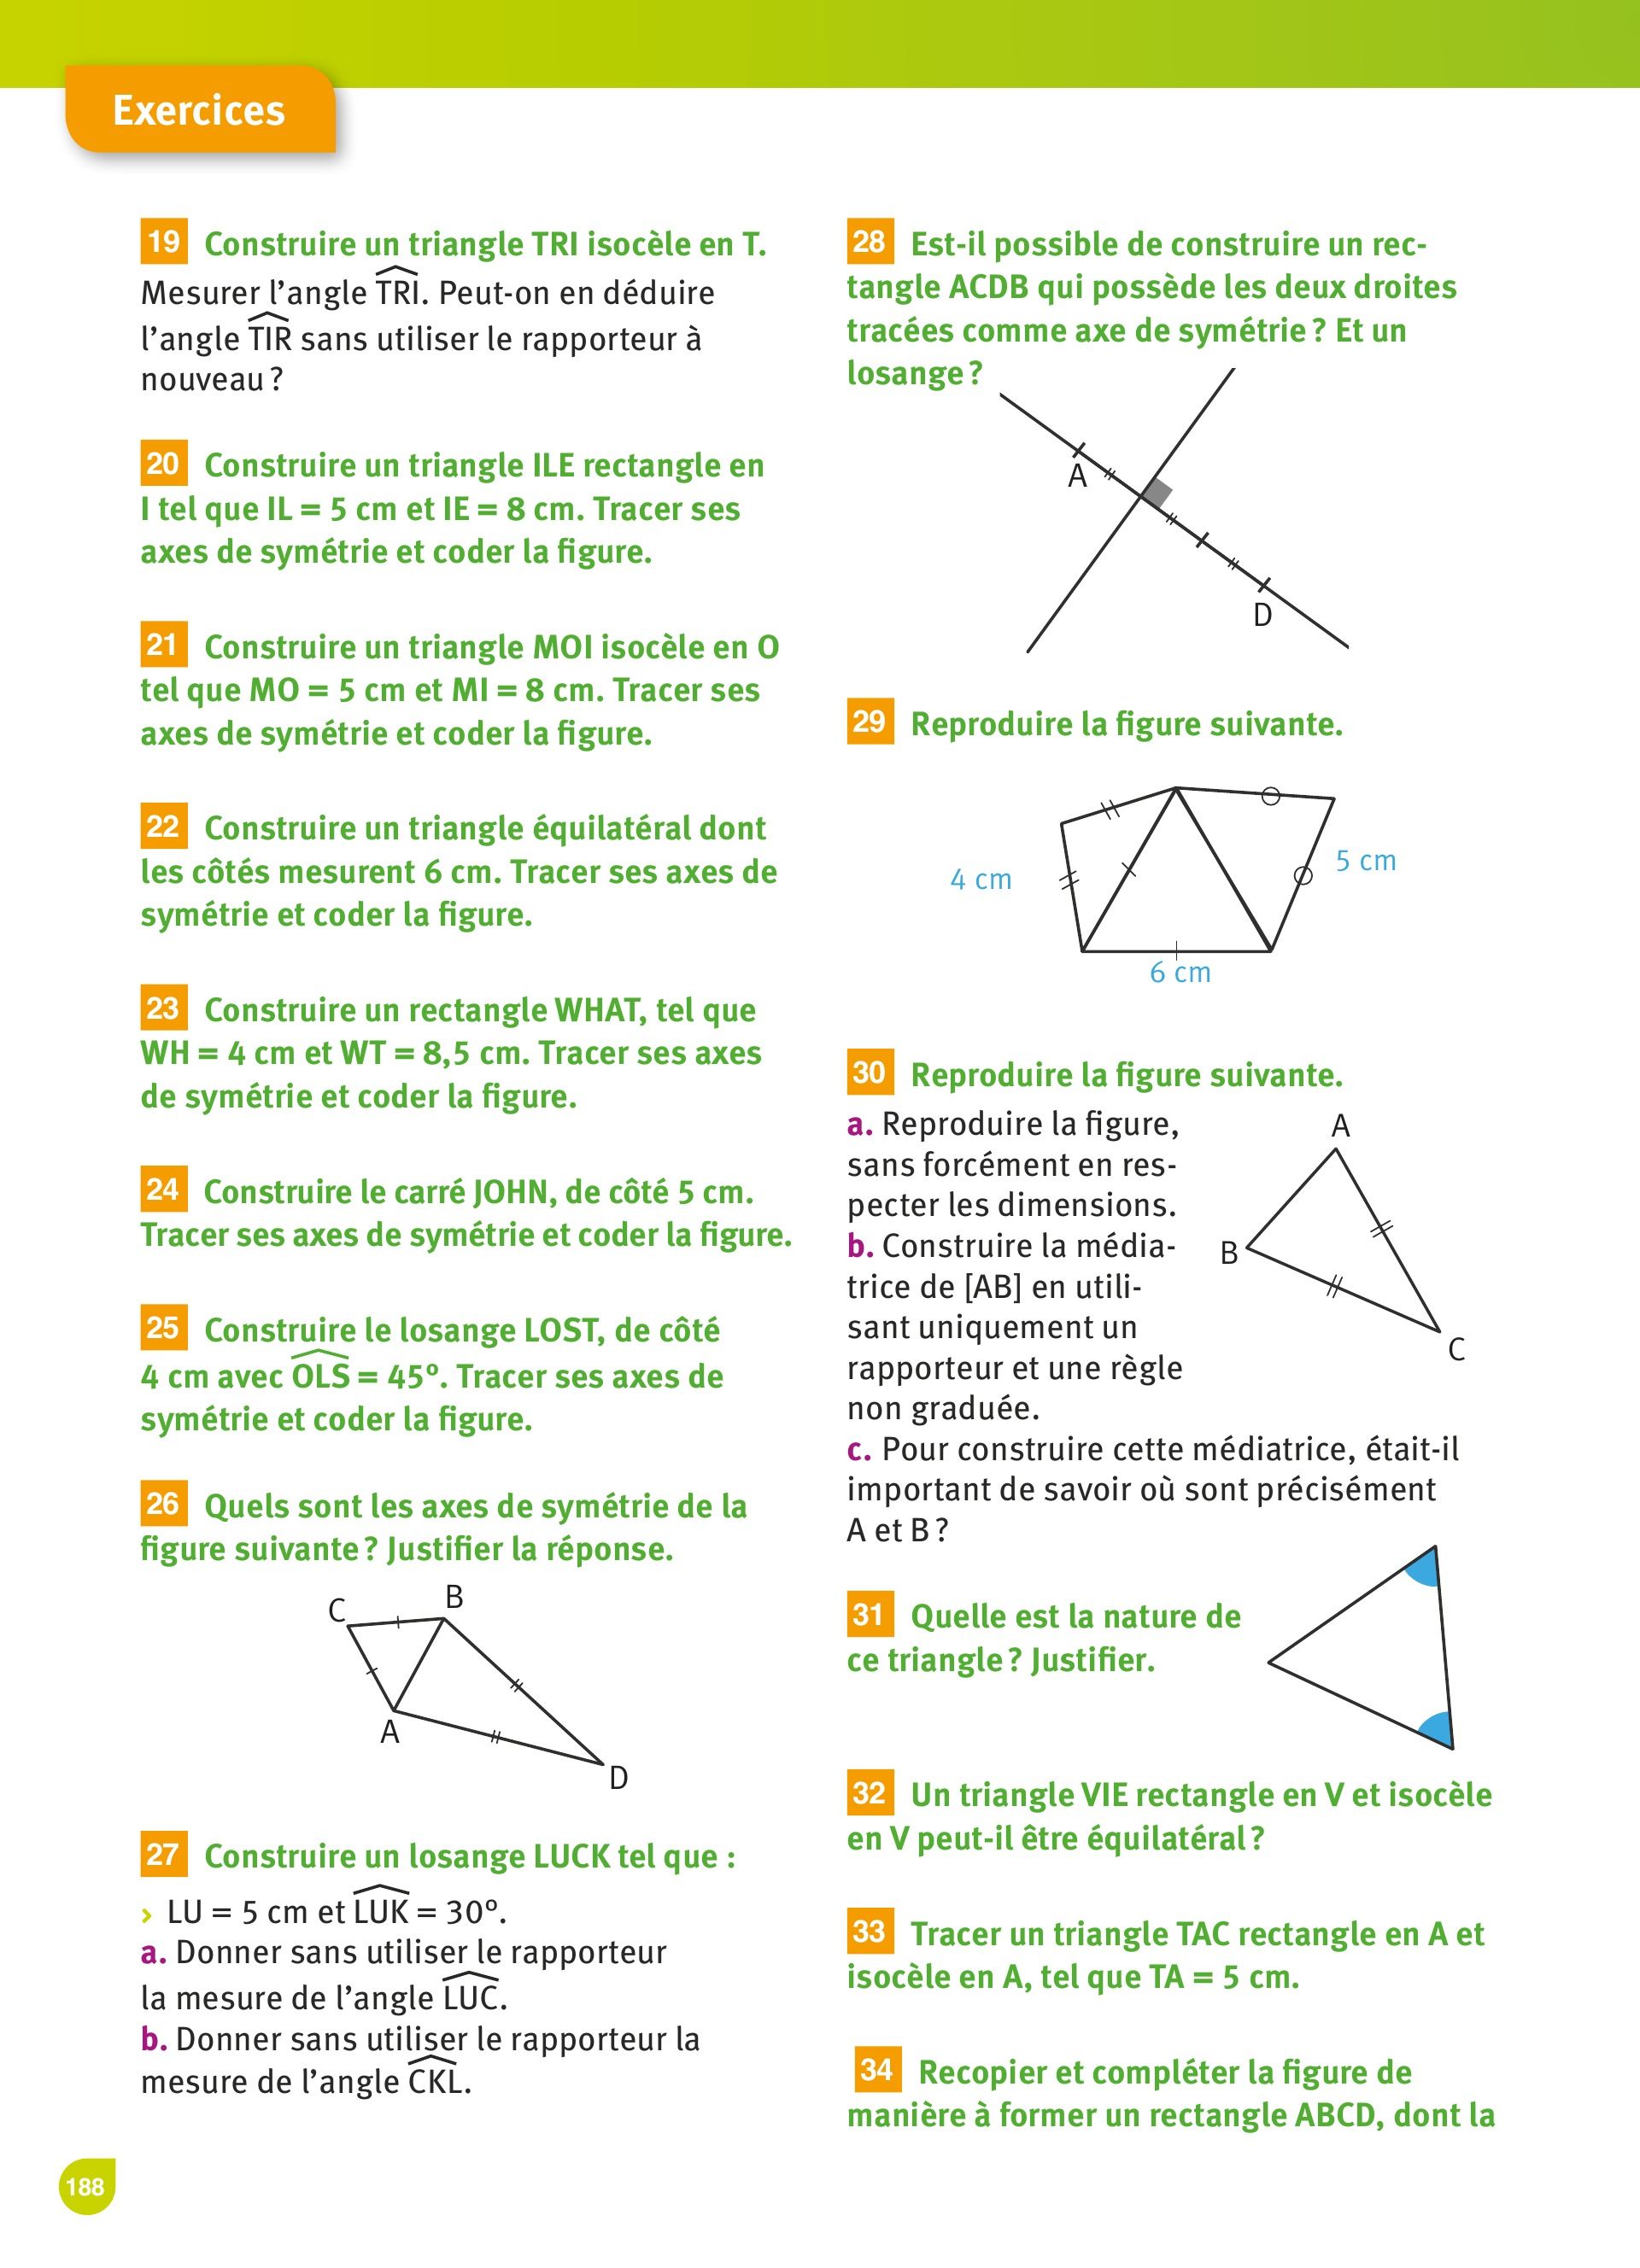 Exercices
19 Construire un triangle TRI isocèle en T.
Mesurer l’angle TRI. Peut-on en déduire
l’angle TIR sans utiliser le rapporteur à
nouveau ?
20 Construire un triangle ILE rectangle en
I tel que IL = 5 cm et IE = 8 cm. Tracer ses
axes de symétrie et coder la figure.
21 Construire un triangle MOI isocèle en O
tel que MO = 5 cm et MI = 8 cm. Tracer ses
axes de symétrie et coder la figure.
22 Construire un triangle équilatéral dont
les côtés mesurent 6 cm. Tracer ses axes de
symétrie et coder la figure.
23 Construire un rectangle WHAT, tel que
WH = 4 cm et WT = 8,5 cm. Tracer ses axes
de symétrie et coder la figure.
24 Construire le carré JOHN, de côté 5 cm.
Tracer ses axes de symétrie et coder la figure.
25 Construire le losange LOST, de côté
4 cm avec OLS = 45º. Tracer ses axes de
symétrie et coder la figure.
26 Quels sont les axes de symétrie de la
figure suivante ? Justifier la réponse.
C
B
A
D
27 Construire un losange LUCK tel que :
› LU = 5 cm et LUK = 30º.
a. Donner sans utiliser le rapporteur
la mesure de l’angle LUC.
b. Donner sans utiliser le rapporteur la
mesure de l’angle CKL.
28 Est-il possible de construire un rec-
tangle ACDB qui possède les deux droites
tracées comme axe de symétrie ? Et un
losange ?
A
D
29 Reproduire la figure suivante.
4 cm
5 cm
6 cm
30 Reproduire la figure suivante.
a. Reproduire la figure,
sans forcément en res-
pecter les dimensions.
b. Construire la média-
trice de [AB] en utili-
sant uniquement un
rapporteur et une règle
non graduée.
A
B
C
c. Pour construire cette médiatrice, était-il
important de savoir où sont précisément
A et B ?
31 Quelle est la nature de
ce triangle ? Justifier.
32 Un triangle VIE rectangle en V et isocèle
en V peut-il être équilatéral ?
33 Tracer un triangle TAC rectangle en A et
isocèle en A, tel que TA = 5 cm.
34 Recopier et compléter la figure de
manière à former un rectangle ABCD, dont la
188